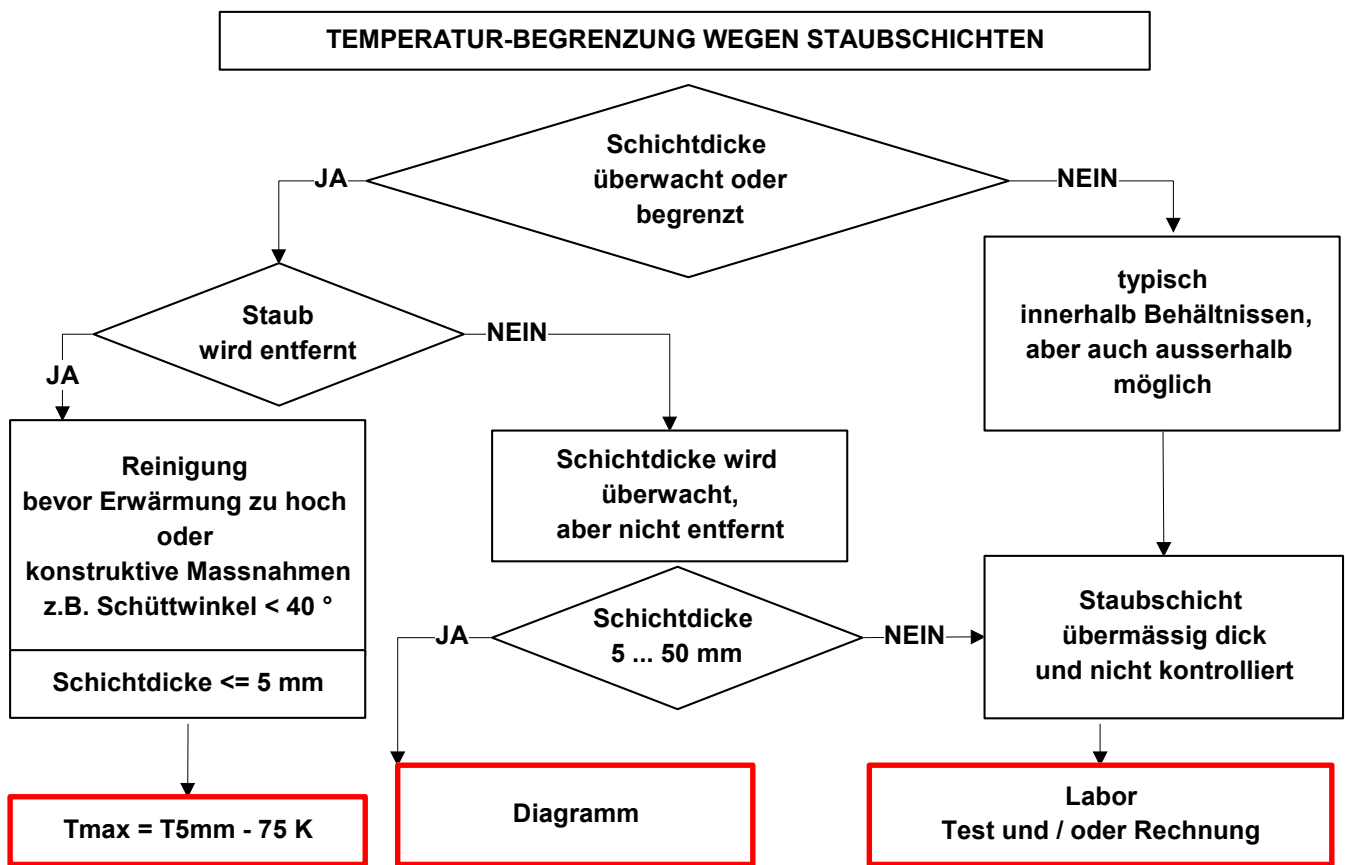 TEMPERATUR-BEGRENZUNG WEGEN STAUBSCHICHTEN
Schichtdicke
überwacht oder
begrenzt
JA
NEIN
Staub
wird entfernt
JA
NEIN
typisch
innerhalb Behältnissen,
aber auch ausserhalb
möglich
Reinigung
bevor Erwärmung zu hoch
oder
konstruktive Massnahmen
z.B. Schüttwinkel < 40 °
Schichtdicke <= 5 mm
Schichtdicke wird
überwacht,
aber nicht entfernt
Schichtdicke
5 ... 50 mm
JA
NEIN
Staubschicht
übermässig dick
und nicht kontrolliert
Tmax = T5mm - 75 K
Diagramm
Labor
Test und / oder Rechnung